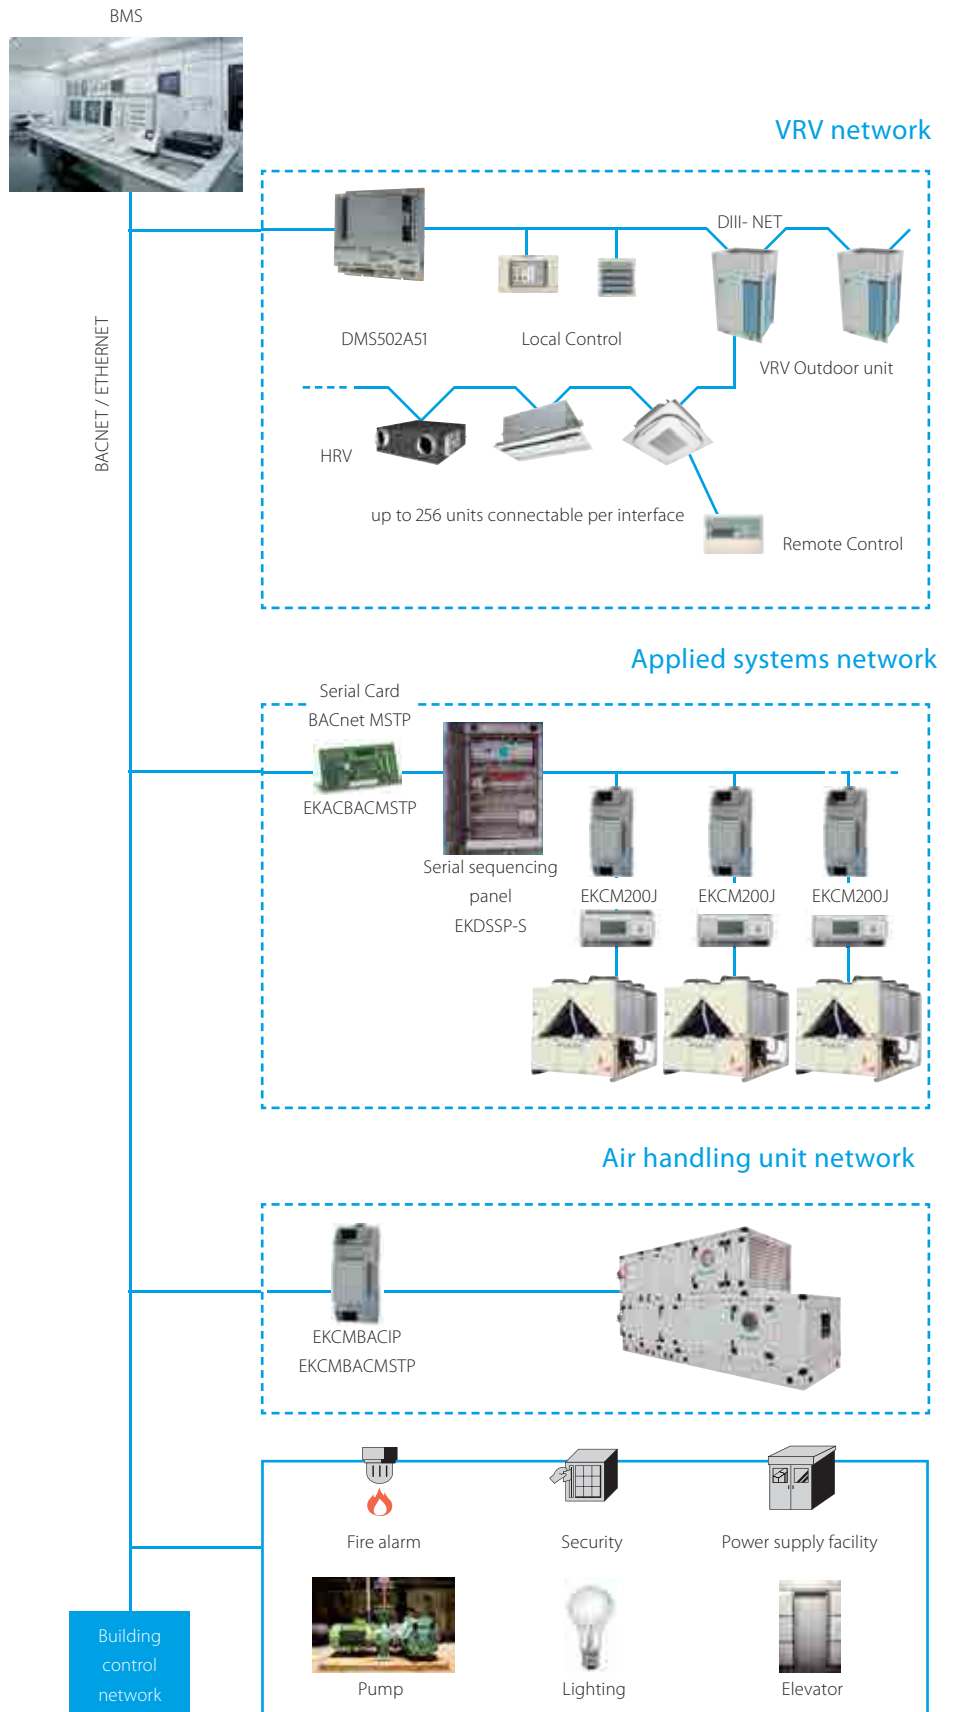 BMS
VRV network
DIII- NET
DMS502A51
Local Control
VRV Outdoor unit
BACNET / ETHERNET
HRV
up to 256 units connectable per interface
Remote Control
Applied systems network
Serial Card
BACnet MSTP
EKACBACMSTP
Serial sequencing
panel
EKDSSP-S
EKCM200J
EKCM200J
EKCM200J
Air handling unit network
EKCMBACIP
EKCMBACMSTP
Fire alarm
Security
Power supply facility
Building
control
network
Pump
Lighting
Elevator